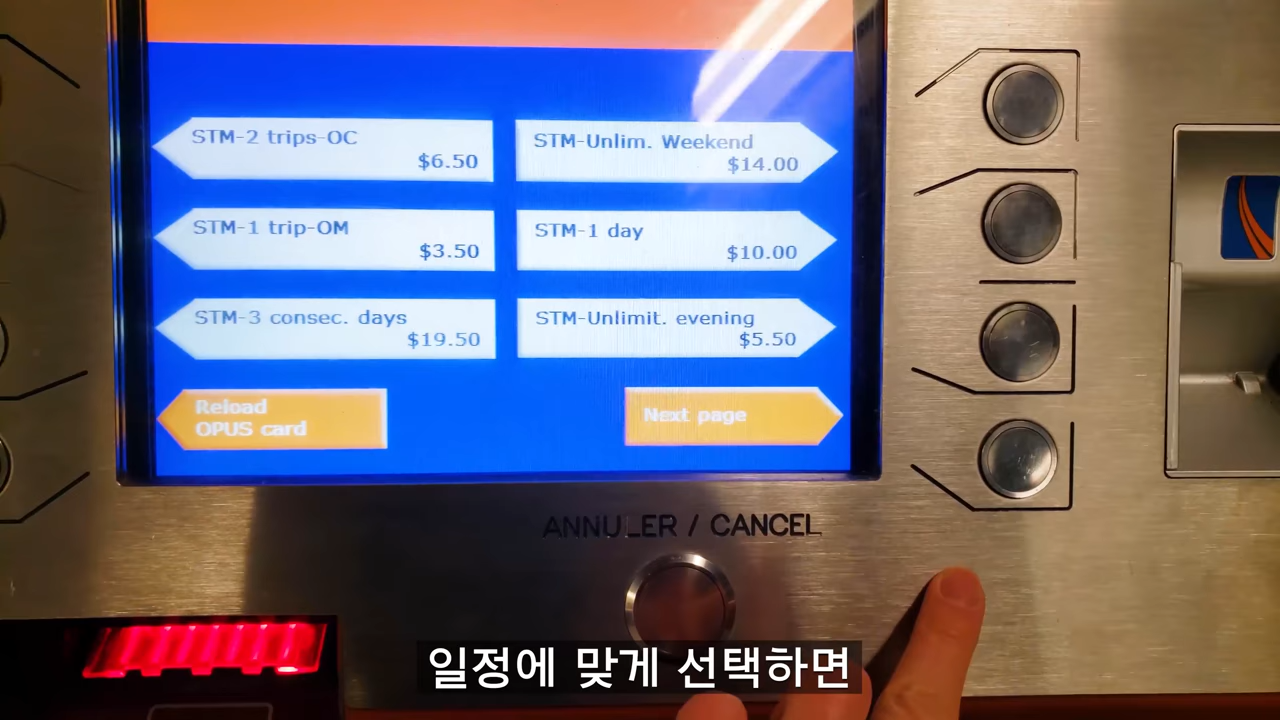 STM-2 trips-OC
$6.50
STM-Unlim. Weekend
$14.00
STM-1 trip-OM
$3.50
STM-1 day
$10.00
STM-3 consec. days
$19.50
STM-Unlimit. evening
$5.50
Reload
OPUS card
Next page
ANNULER / CANCEL
일정에 맞게 선택하면